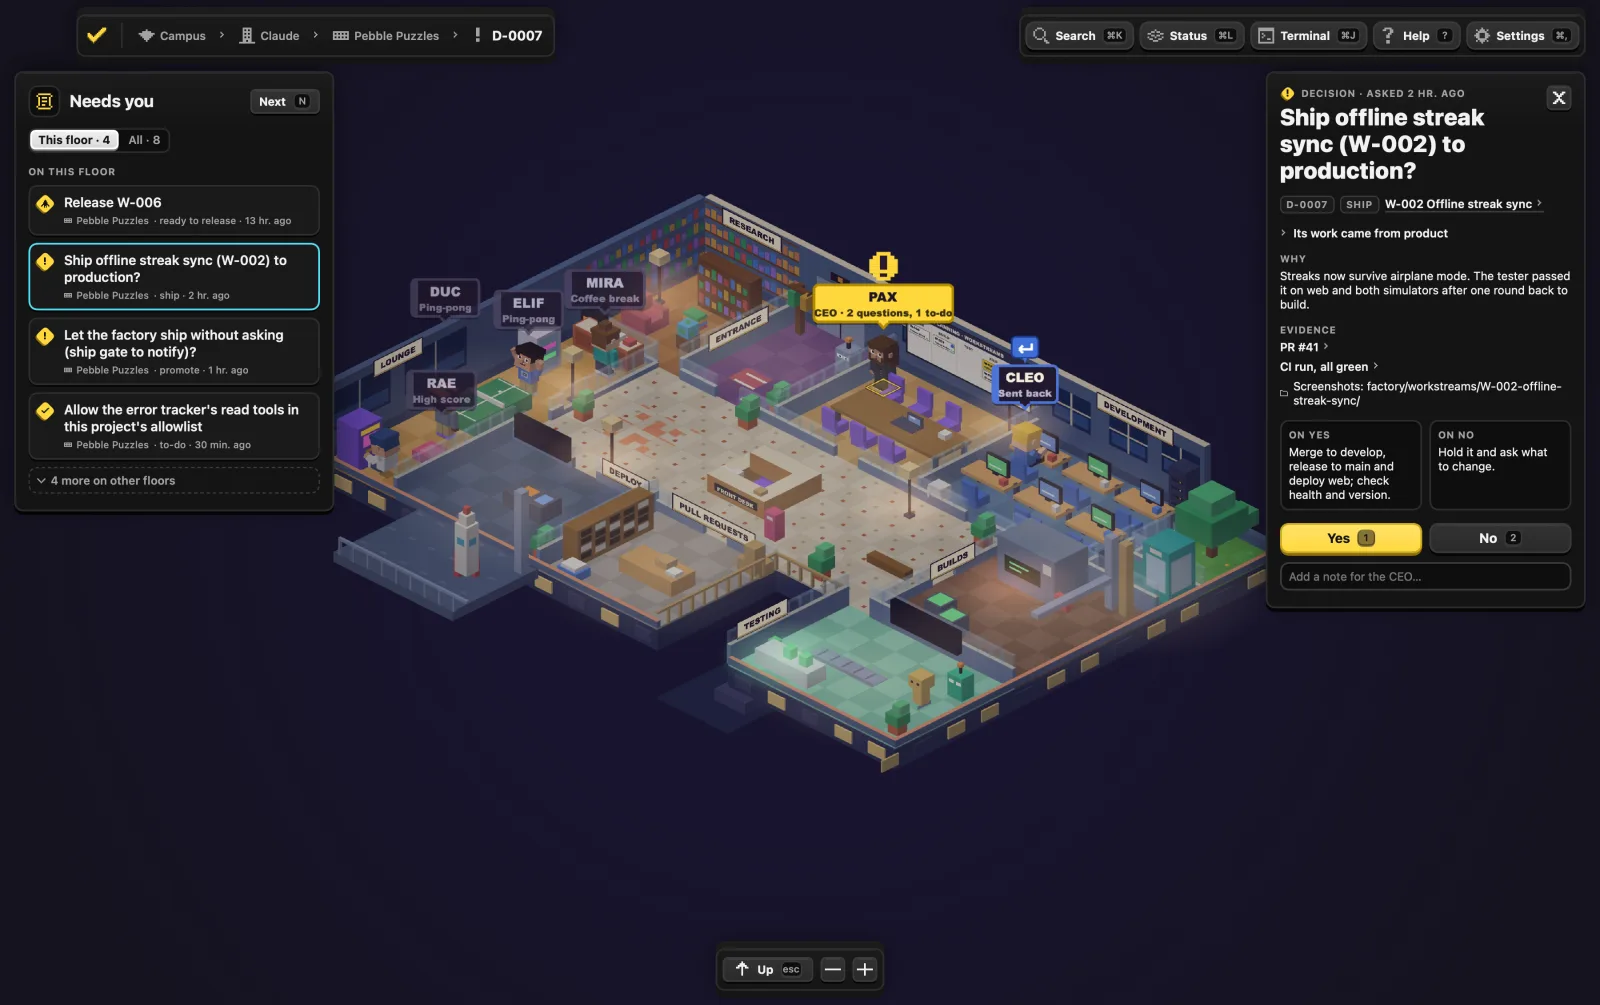 Campus › Claude › Pebble Puzzles › ! D-0007
Search ⌘K Status ⌘L Terminal ⌘J Help ? Settings ⌘,
Needs you
Next N
This floor · 4 All · 8
ON THIS FLOOR
Release W-006
Pebble Puzzles · ready to release · 13 hr. ago
Ship offline streak sync (W-002) to
production?
Pebble Puzzles · ship · 2 hr. ago
Let the factory ship without asking
(ship gate to notify)?
Pebble Puzzles · promote · 1 hr. ago
Allow the error tracker's read tools in
this project's allowlist
Pebble Puzzles · to-do · 30 min. ago
4 more on other floors
RESEARCH
ENTRANCE
LOUNGE
DUC
Ping-pong
ELIF
Ping-pong
MIRA
Coffee break
RAE
High score
PAX
CEO · 2 questions, 1 to-do
WORKSTREAMS
CLEO
Sent back
DEVELOPMENT
DEPLOY
FRONT DESK
PULL REQUESTS
BUILDS
TESTING
DECISION · ASKED 2 HR. AGO
Ship offline streak
sync (W-002) to
production?
D-0007 SHIP W-002 Offline streak sync ›
› Its work came from product
WHY
Streaks now survive airplane mode. The tester passed
it on web and both simulators after one round back to
build.
EVIDENCE
PR #41 ›
CI run, all green ›
Screenshots: factory/workstreams/W-002-offline-
streak-sync/
ON YES
Merge to develop,
release to main and
deploy web; check
health and version.
ON NO
Hold it and ask what
to change.
Yes 1
No 2
Add a note for the CEO...
Up esc